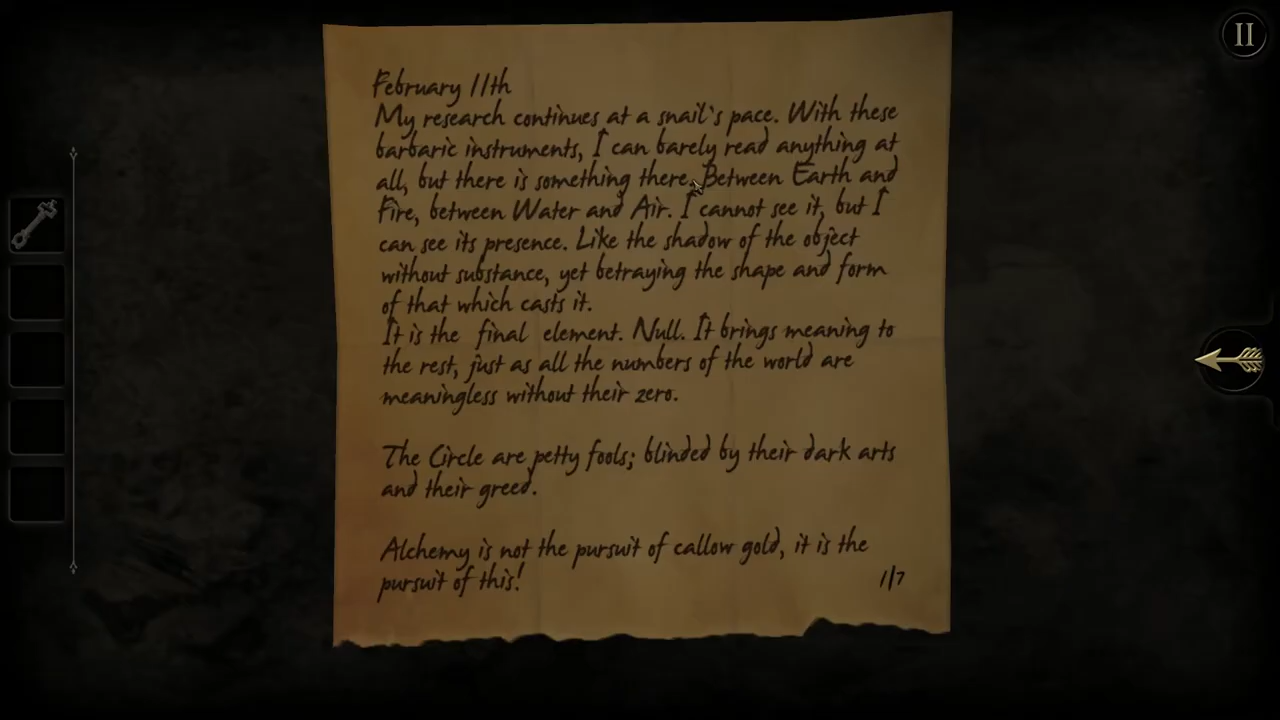 February 11th
My research continues at a snail's pace. With these
barbaric instruments, I can barely read anything at
all, but there is something there. Between Earth and
Fire, between Water and Air. I cannot see it, but I
can see its presence. Like the shadow of the object
without substance, yet betraying the shape and form
of that which casts it.
It is the final element. Null. It brings meaning to
the rest, just as all the numbers of the world are
meaningless without their zero.
The Circle are petty fools; blinded by their dark arts
and their greed.
Alchemy is not the pursuit of callow gold, it is the
pursuit of this!
1/7